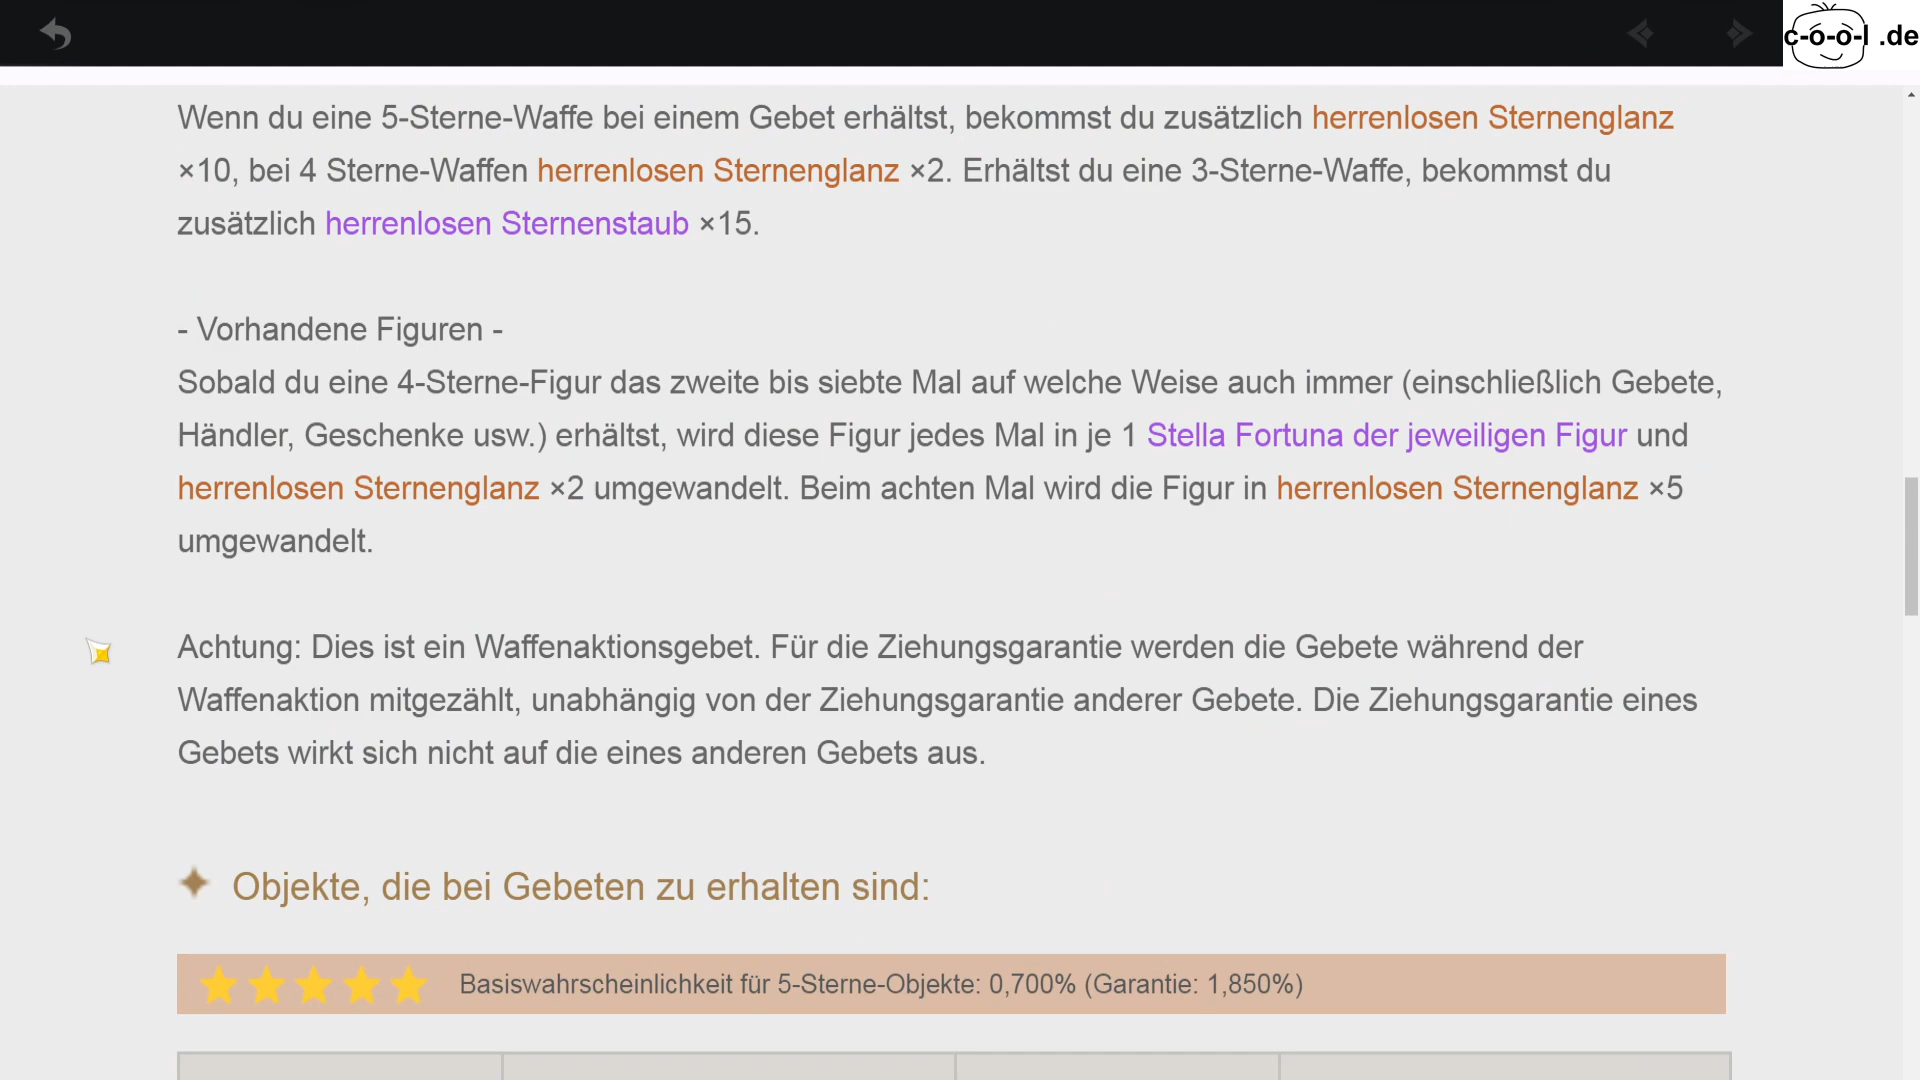 c-o-o-l .de
Wenn du eine 5-Sterne-Waffe bei einem Gebet erhältst, bekommst du zusätzlich herrenlosen Sternenglanz
×10, bei 4 Sterne-Waffen herrenlosen Sternenglanz ×2. Erhältst du eine 3-Sterne-Waffe, bekommst du
zusätzlich herrenlosen Sternenstaub ×15.
- Vorhandene Figuren -
Sobald du eine 4-Sterne-Figur das zweite bis siebte Mal auf welche Weise auch immer (einschließlich Gebete,
Händler, Geschenke usw.) erhältst, wird diese Figur jedes Mal in je 1 Stella Fortuna der jeweiligen Figur und
herrenlosen Sternenglanz ×2 umgewandelt. Beim achten Mal wird die Figur in herrenlosen Sternenglanz ×5
umgewandelt.
Achtung: Dies ist ein Waffenaktionsgebet. Für die Ziehungsgarantie werden die Gebete während der
Waffenaktion mitgezählt, unabhängig von der Ziehungsgarantie anderer Gebete. Die Ziehungsgarantie eines
Gebets wirkt sich nicht auf die eines anderen Gebets aus.
Objekte, die bei Gebeten zu erhalten sind:
Basiswahrscheinlichkeit für 5-Sterne-Objekte: 0,700% (Garantie: 1,850%)